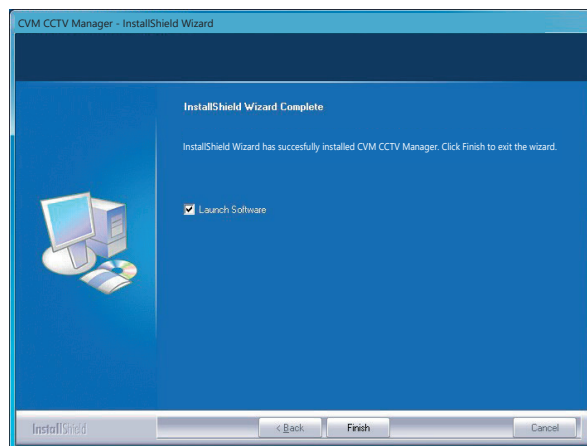 CVM CCTV Manager - InstallShield Wizard
InstallShield Wizard Complete
InstallShield Wizard has succesfully installed CVM CCTV Manager. Click Finish to exit the wizard.
Launch Software
InstallShield
< Back
Finish
Cancel